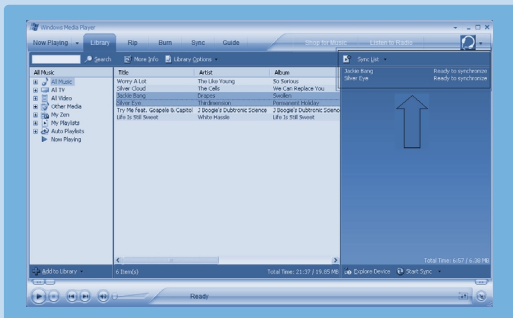 Windows Media Player
Now Playing Library Rip Burn Sync Guide Shop for Music Listen to Radio
Search More Info Library Options Sync List
All Music Title Artist Album
All Music Worry A Lot The Like Young So Serious
All TV Silver Cloud The Cells We Can Replace You
All Video Jackie Bang Drapes Swollen
Other Media Silver Eye Thrdimension Permanent Holiday
My Zen Try Me feat. Goapele & Capitol J Boogie's Dubtronic Science J Boogie's Dubtronic Scien
My Playlists Life Is Still Sweet White Hassle Life Is Still Sweet
Auto Playlists
Now Playing
Jackie Bang Ready to synchronize
Silver Eye Ready to synchronize
Total Time: 6:57 / 6.38 MB
Add to Library 6 Item(s) Total Time: 21:37 / 19.85 MB Explore Device Start Sync
Ready